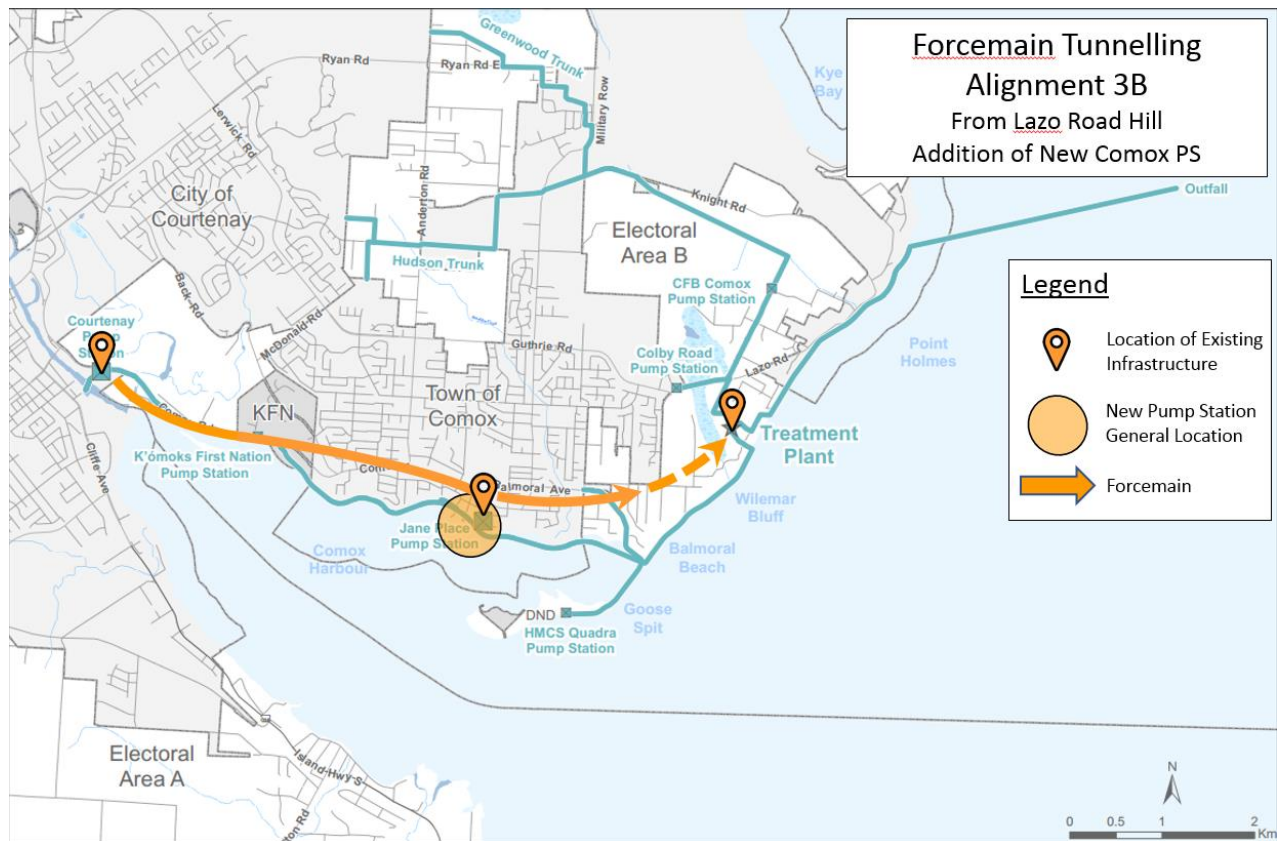 Forcemain Tunnelling
Alignment 3B
From Lazo Road Hill
Addition of New Comox PS
Greenwood Trunk
Ryan Rd
Ryan Rd E
Military Row
Kye
Bay
Lerwick Rd
City of
Courtenay
Anderton Rd
Knight Rd
Outfall
Electoral
Area B
Hudson Trunk
Back Rd
CFB Comox
Pump Station
Courtenay
Station
McDonald Rd
Guthrie Rd
Colby Road
Pump Station
Lazo Rd
Point
Holmes
Town of
Comox
KFN
Cliffe Ave
K'ómoks First Nation
Pump Station
Treatment
Plant
Balmoral Ave
Wilemar
Bluff
Jane Place
Pump Station
Comox
Harbour
Balmoral
Beach
Goose
Spit
DND
HMCS Quadra
Pump Station
Electoral
Area A
Island-Hwy-S
ton Rd
Legend
Location of Existing
Infrastructure
New Pump Station
General Location
Forcemain
N
0 0.5 1 2
Km